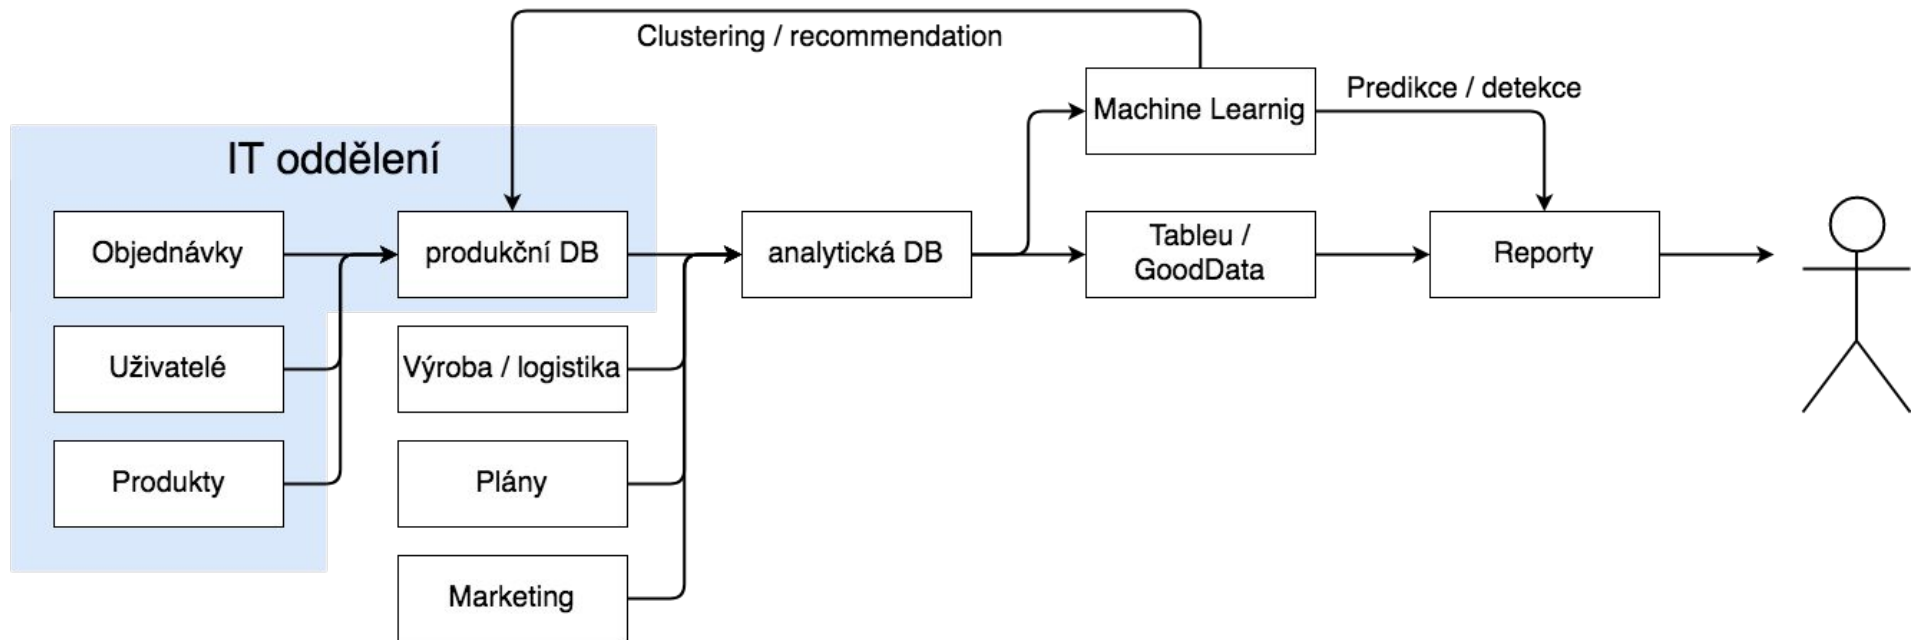 Clustering / recommendation
Machine Learnig
Predikce / detekce
IT oddělení
Objednávky
produkční DB
analytická DB
Tableu /
GoodData
Reporty
Uživatelé
Výroba / logistika
Produkty
Plány
Marketing